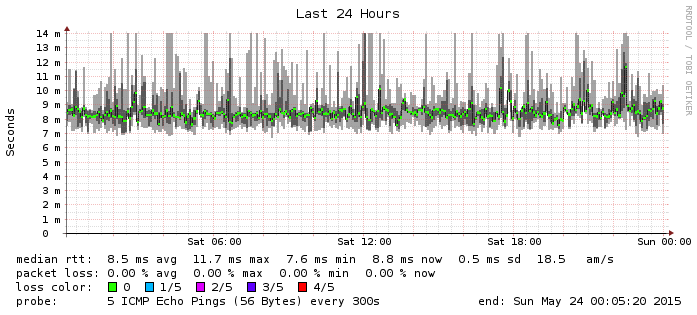 Last 24 Hours
RRDTOOL / TOBI OETIKER
Seconds
14 m
13 m
12 m
11 m
10 m
9 m
8 m
7 m
6 m
5 m
4 m
3 m
2 m
1 m
0
Sat 06:00 Sat 12:00 Sat 18:00 Sun 00:00
median rtt: 8.5 ms avg 11.7 ms max 7.6 ms min 8.8 ms now 0.5 ms sd 18.5 am/s
packet loss: 0.00 % avg 0.00 % max 0.00 % min 0.00 % now
loss color: 0 1/5 2/5 3/5 4/5
probe: 5 ICMP Echo Pings (56 Bytes) every 300s end: Sun May 24 00:05:20 2015